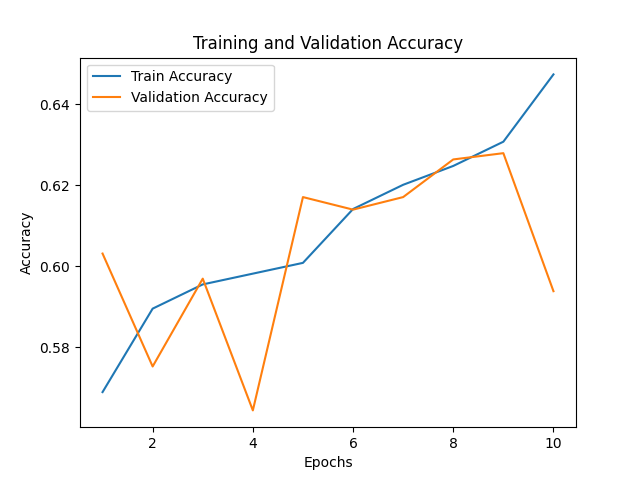 Training and Validation Accuracy
Train Accuracy
Validation Accuracy
0.64
0.62
0.60
0.58
Accuracy
2
4
6
8
10
Epochs